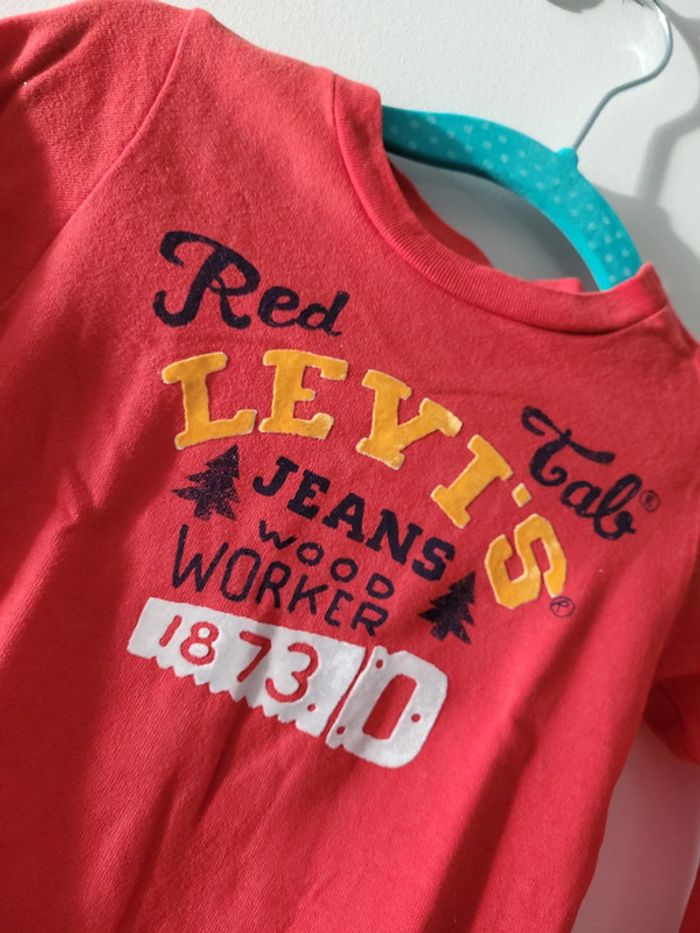 Red
LEVI'S®
Tab®
JEANS
WOOD
WORKER
1873 0